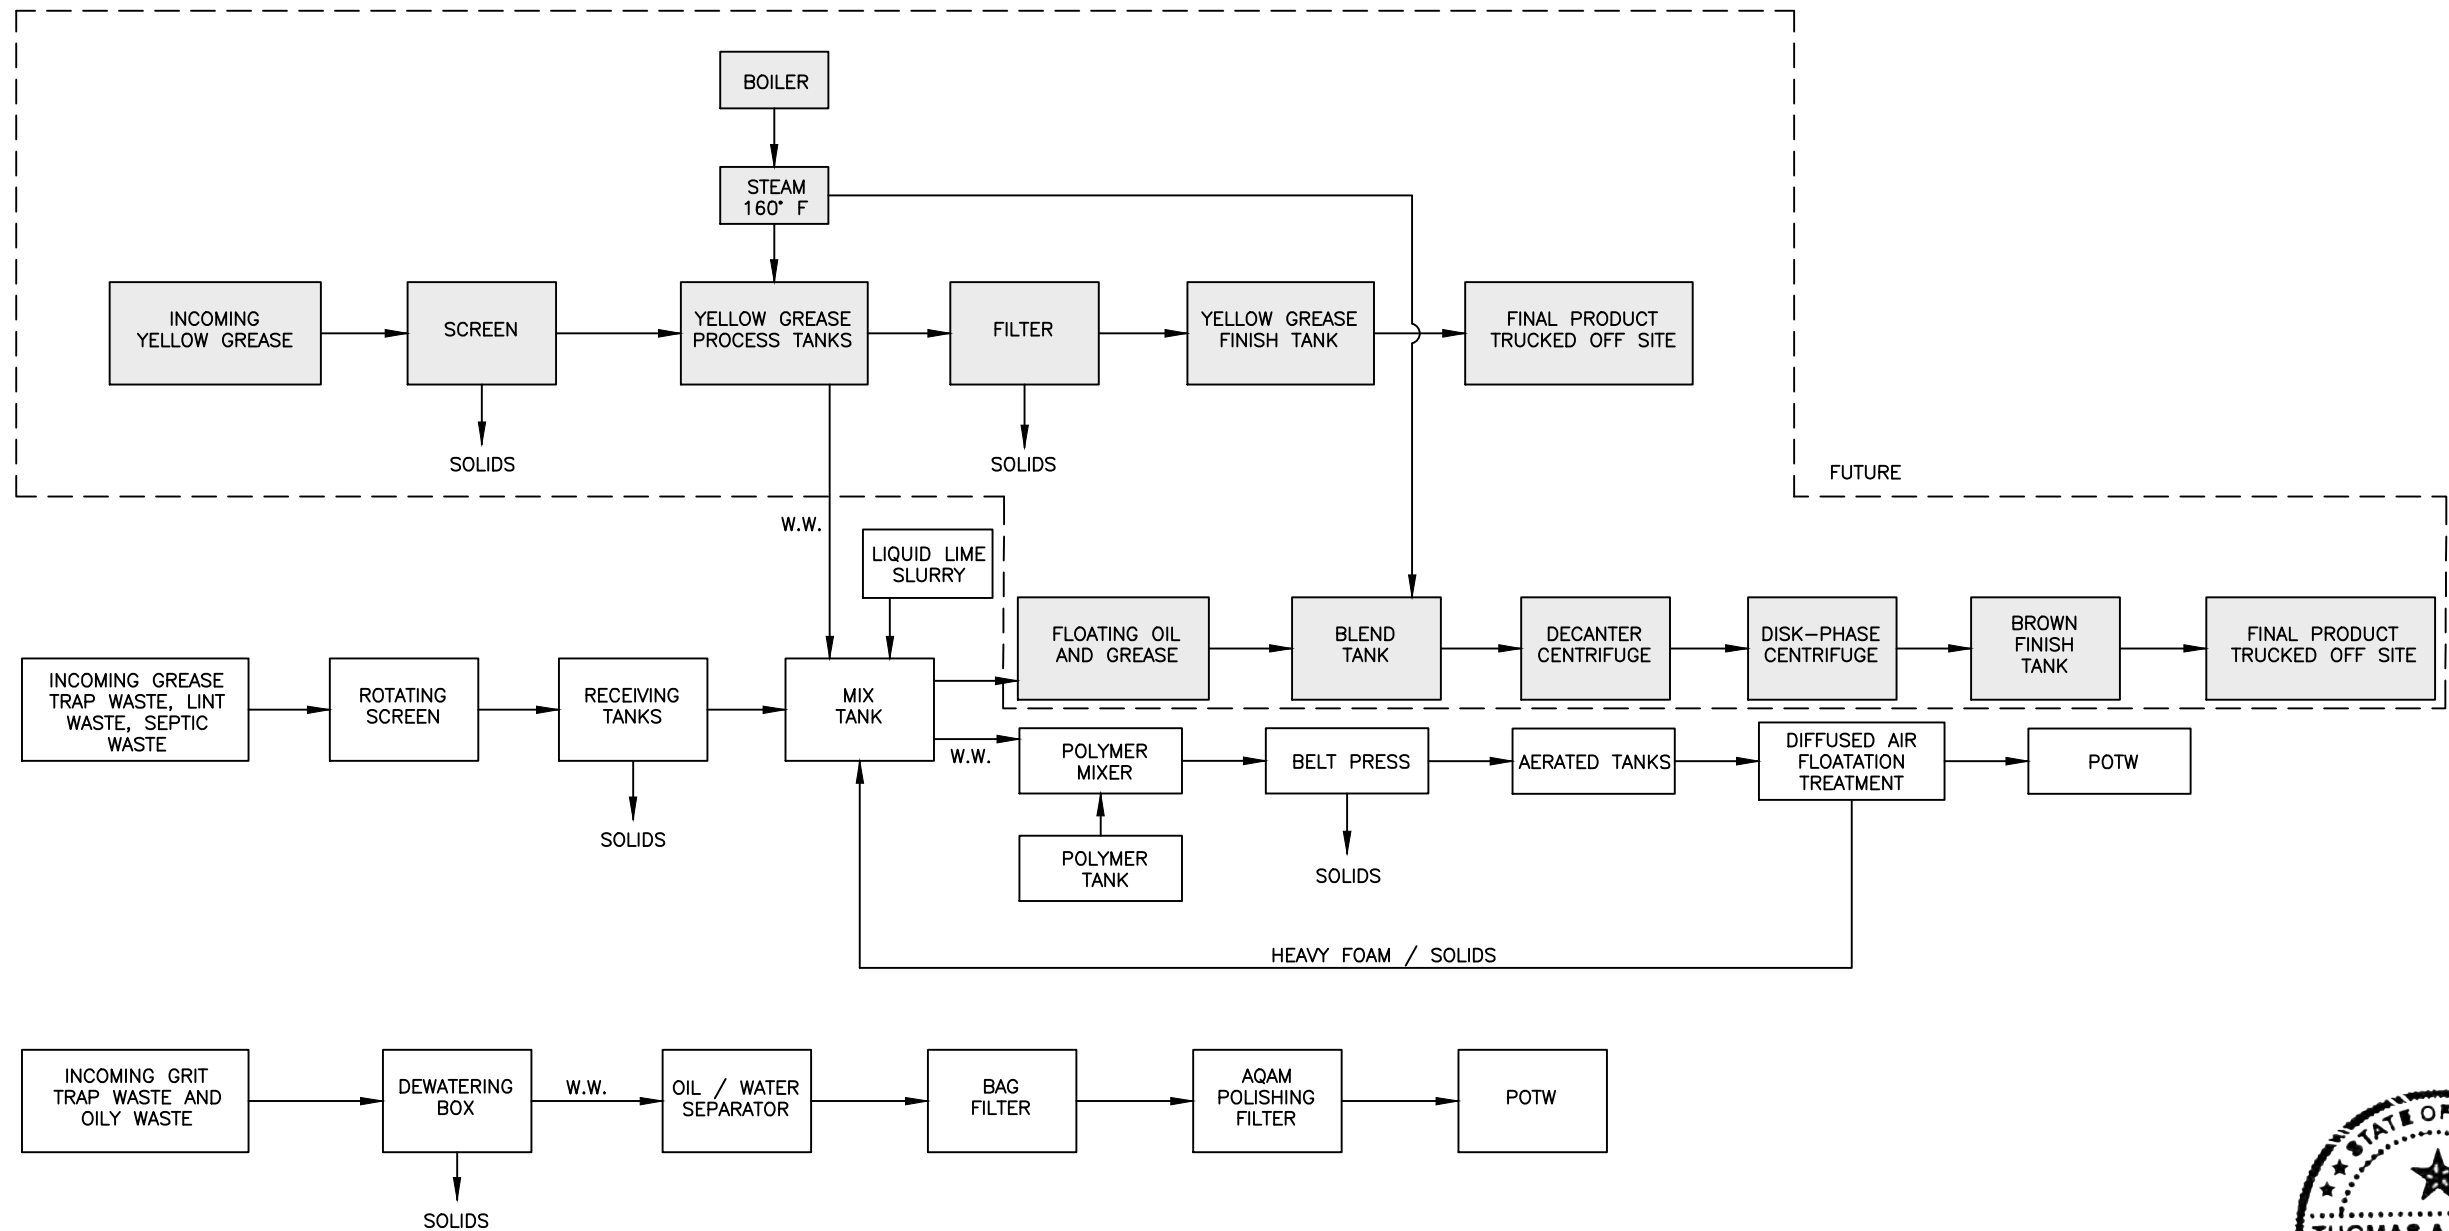 BOILER
STEAM
160° F
INCOMING
YELLOW GREASE
SCREEN
YELLOW GREASE
PROCESS TANKS
FILTER
YELLOW GREASE
FINISH TANK
FINAL PRODUCT
TRUCKED OFF SITE
SOLIDS
SOLIDS
FUTURE
W.W.
LIQUID LIME
SLURRY
FLOATING OIL
AND GREASE
BLEND
TANK
DECANTER
CENTRIFUGE
DISK-PHASE
CENTRIFUGE
BROWN
FINISH
TANK
FINAL PRODUCT
TRUCKED OFF SITE
INCOMING GREASE
TRAP WASTE, LINT
WASTE, SEPTIC
WASTE
ROTATING
SCREEN
RECEIVING
TANKS
MIX
TANK
W.W.
POLYMER
MIXER
BELT PRESS
AERATED TANKS
DIFFUSED AIR
FLOATATION
TREATMENT
POTW
SOLIDS
POLYMER
TANK
SOLIDS
HEAVY FOAM / SOLIDS
INCOMING GRIT
TRAP WASTE AND
OILY WASTE
DEWATERING
BOX
W.W.
OIL / WATER
SEPARATOR
BAG
FILTER
AQAM
POLISHING
FILTER
POTW
SOLIDS
STATE OF
THOMAS A